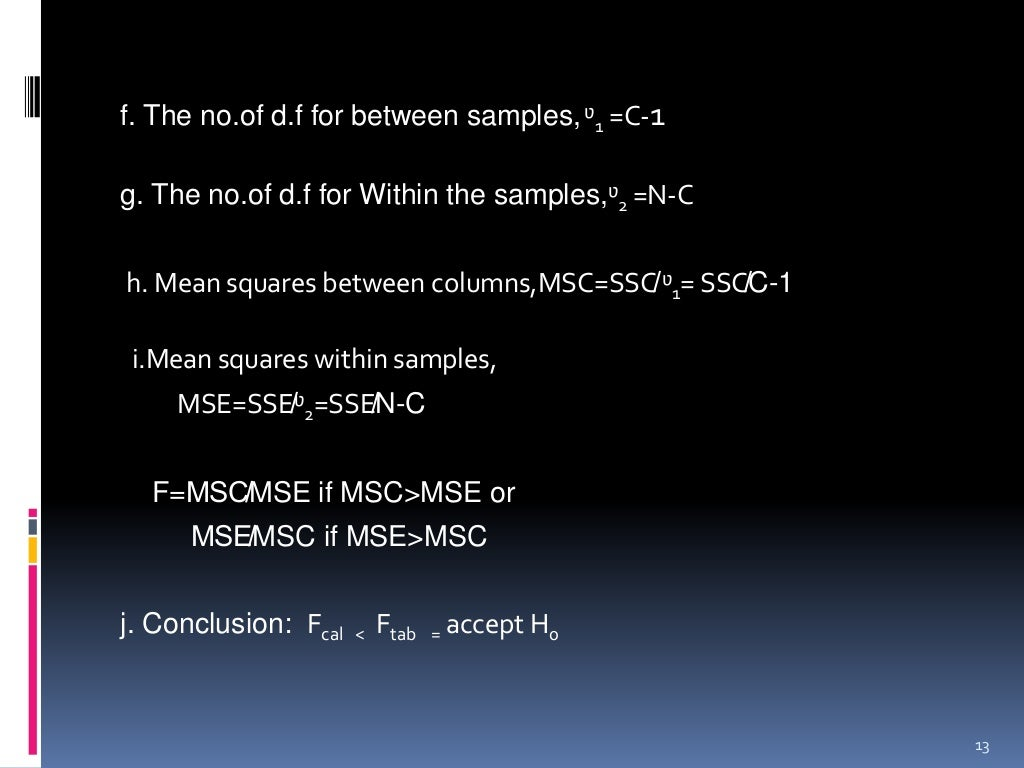 f. The no.of d.f for between samples,ʋ1 =C-1
g. The no.of d.f for Within the samples,ʋ2 =N-C
h. Mean squares between columns,MSC=SSC/ʋ1= SSC/C-1
i.Mean squares within samples,
MSE=SSE/ʋ2=SSE/N-C
F=MSC/MSE if MSC>MSE or
MSE/MSC if MSE>MSC
j. Conclusion: Fcal < Ftab = accept H0
13